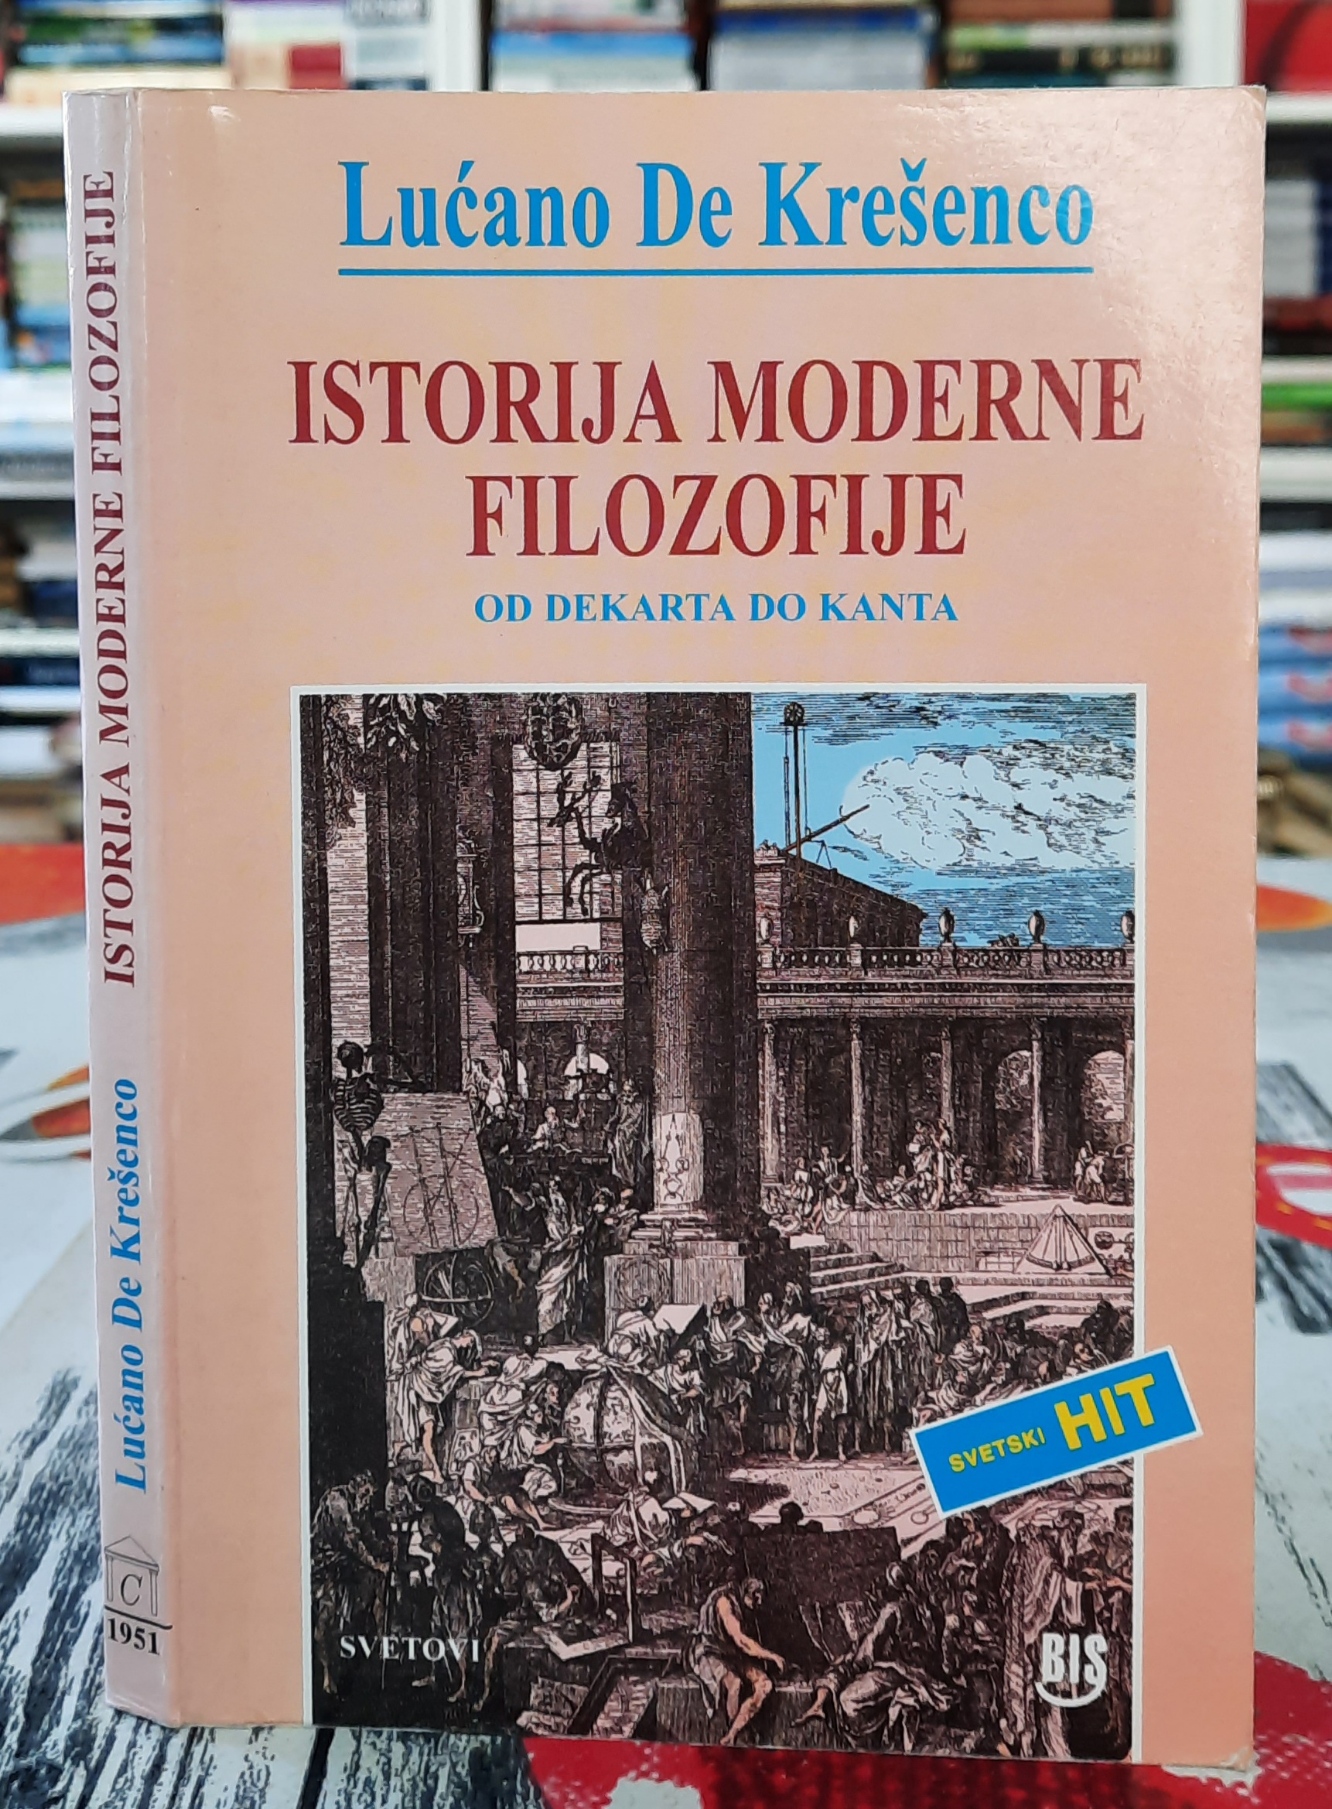 Lućano De Krešenco
ISTORIJA MODERNE
FILOZOFIJE
OD DEKARTA DO KANTA
SVETSKI HIT
SVETOVI
BIS
ISTORIJA MODERNE FILOZOFIJE
Lućano De Krešenco
C
1951